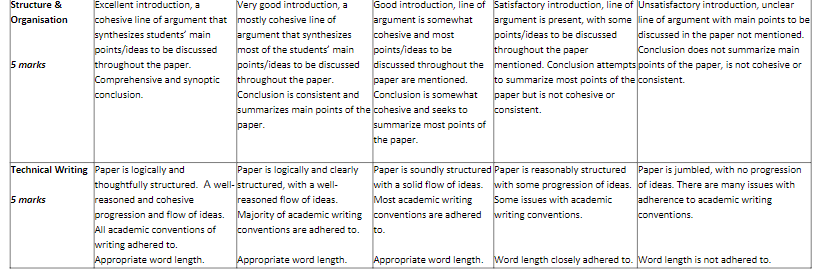 Structure &
Organisation
5 marks
Excellent introduction, a
cohesive line of argument that
synthesizes students' main
points/ideas to be discussed
throughout the paper.
Comprehensive and synoptic
conclusion.
Very good introduction, a
mostly cohesive line of
argument that synthesizes
most of the students' main
points/ideas to be discussed
throughout the paper.
Conclusion is consistent and
summarizes main points of the
paper.
Good introduction, line of
argument is somewhat
cohesive and most
points/ideas to be
discussed throughout the
paper are mentioned.
Conclusion is somewhat
cohesive and seeks to
summarize most points of
the paper.
Satisfactory introduction, line of
argument is present, with some
points/ideas to be discussed
throughout the paper
mentioned. Conclusion attempts
to summarize most points of the
paper but is not cohesive or
consistent.
Unsatisfactory introduction, unclear
line of argument with main points to be
discussed in the paper not mentioned.
Conclusion does not summarize main
points of the paper, is not cohesive or
consistent.
Technical Writing
5 marks
Paper is logically and
thoughtfully structured. A well-
reasoned and cohesive
progression and flow of ideas.
All academic conventions of
writing adhered to.
Appropriate word length.
Paper is logically and clearly
structured, with a well-
reasoned flow of ideas.
Majority of academic writing
conventions are adhered to.
Appropriate word length.
Paper is soundly structured
with a solid flow of ideas.
Most academic writing
conventions are adhered
to.
Appropriate word length.
Paper is reasonably structured
with some progression of ideas.
Some issues with academic
writing conventions.
Word length closely adhered to.
Paper is jumbled, with no progression
of ideas. There are many issues with
adherence to academic writing
conventions.
Word length is not adhered to.